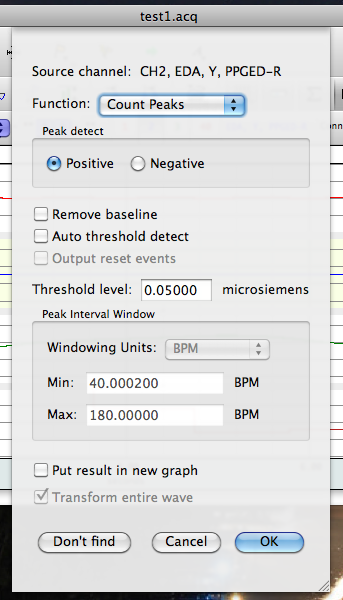 test1.acq
Source channel: CH2, EDA, Y, PPGED-R
Function: Count Peaks
Peak detect
Positive Negative
Remove baseline
Auto threshold detect
Output reset events
Threshold level: 0.05000 microsiemens
Peak Interval Window
Windowing Units: BPM
Min: 40.000200 BPM
Max: 180.00000 BPM
Put result in new graph
Transform entire wave
Don't find Cancel OK